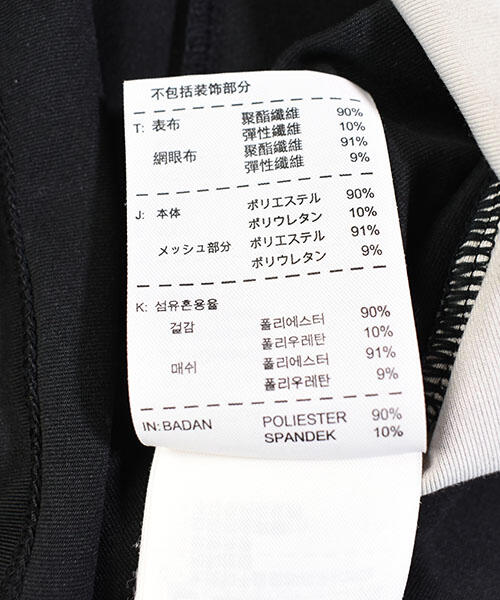 不包括装饰部分
T: 表布 聚酯纖維 90%
彈性纖維 10%
網眼布 聚酯纖維 91%
彈性纖維 9%
J: 本体 ポリエステル 90%
ポリウレタン 10%
メッシュ部分 ポリエステル 91%
ポリウレタン 9%
K: 섬유혼용율
겉감 폴리에스터 90%
폴리우레탄 10%
매쉬 폴리에스터 91%
폴리우레탄 9%
IN: BADAN POLIESTER 90%
SPANDEK 10%